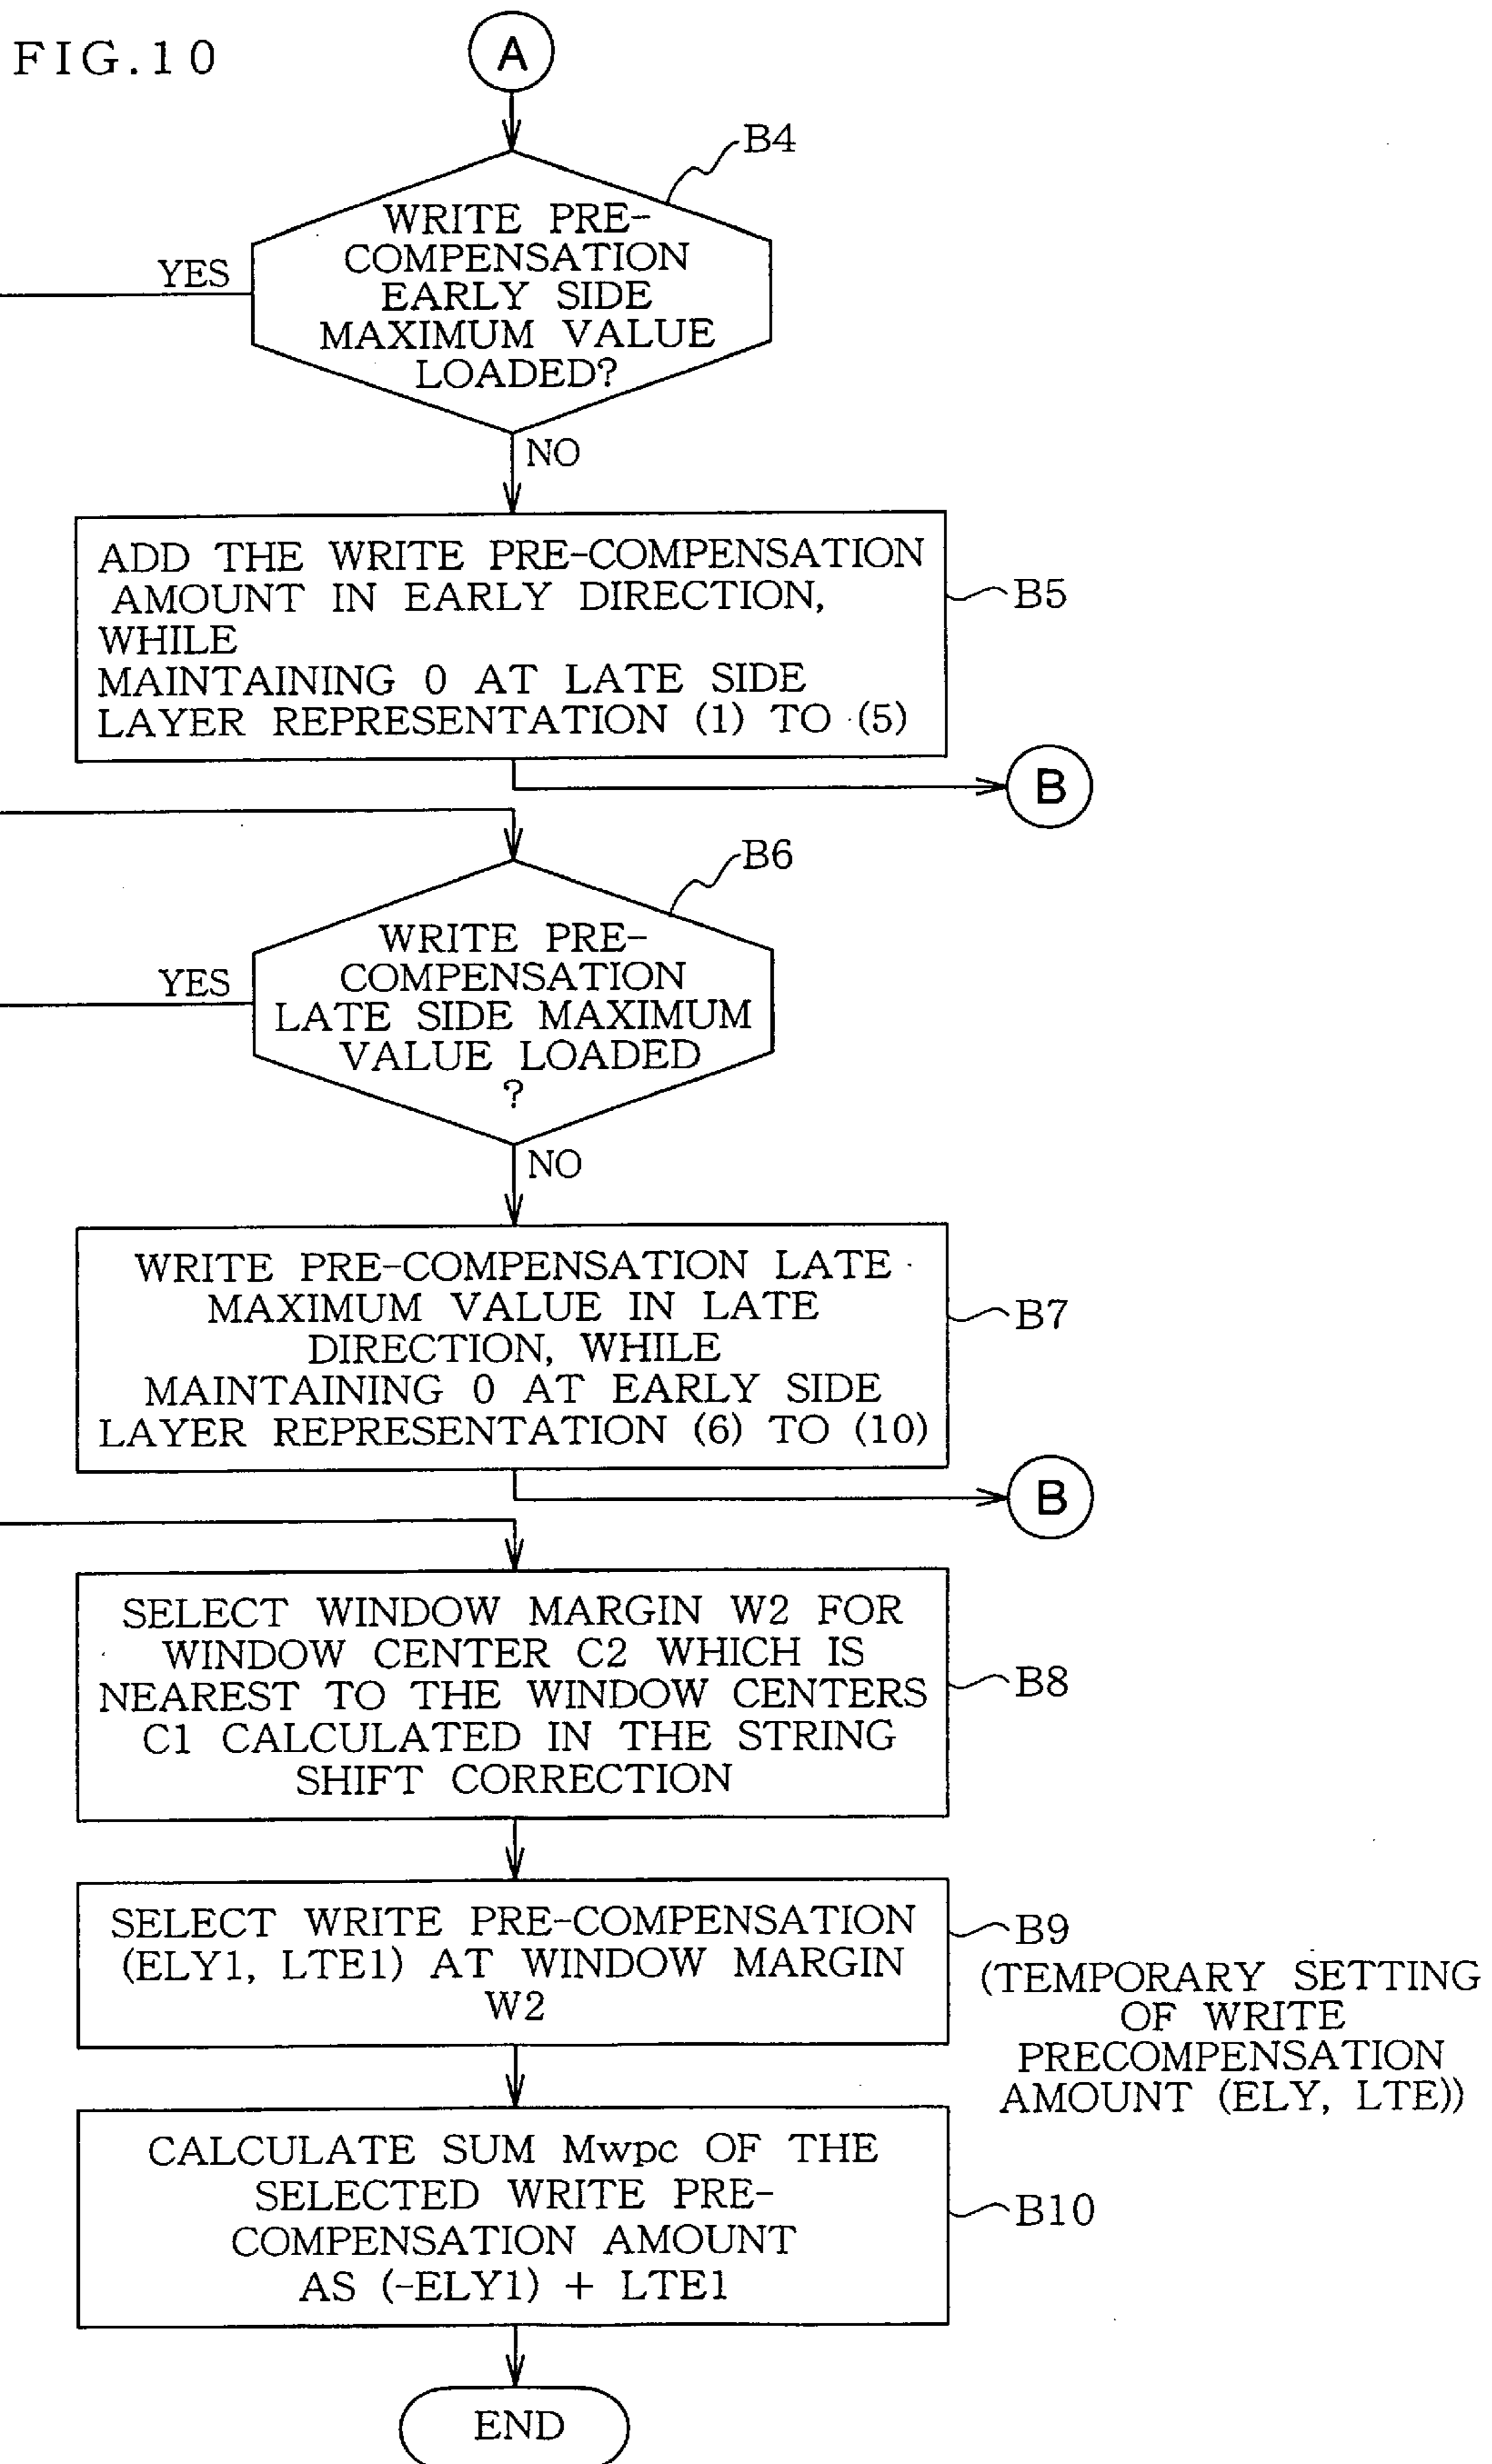 FIG.10
A
B4
WRITE PRE-
COMPENSATION
EARLY SIDE
MAXIMUM VALUE
LOADED?
YES
NO
ADD THE WRITE PRE-COMPENSATION
AMOUNT IN EARLY DIRECTION,
WHILE
MAINTAINING 0 AT LATE SIDE
LAYER REPRESENTATION (1) TO (5)
B5
B
B6
WRITE PRE-
COMPENSATION
LATE SIDE MAXIMUM
VALUE LOADED
?
YES
NO
WRITE PRE-COMPENSATION LATE
MAXIMUM VALUE IN LATE
DIRECTION, WHILE
MAINTAINING 0 AT EARLY SIDE
LAYER REPRESENTATION (6) TO (10)
B7
B
SELECT WINDOW MARGIN W2 FOR
WINDOW CENTER C2 WHICH IS
NEAREST TO THE WINDOW CENTERS
C1 CALCULATED IN THE STRING
SHIFT CORRECTION
B8
SELECT WRITE PRE-COMPENSATION
(ELY1, LTE1) AT WINDOW MARGIN
W2
B9
(TEMPORARY SETTING
OF WRITE
PRECOMPENSATION
AMOUNT (ELY, LTE))
CALCULATE SUM Mwpc OF THE
SELECTED WRITE PRE-
COMPENSATION AMOUNT
AS (-ELY1) + LTE1
B10
END